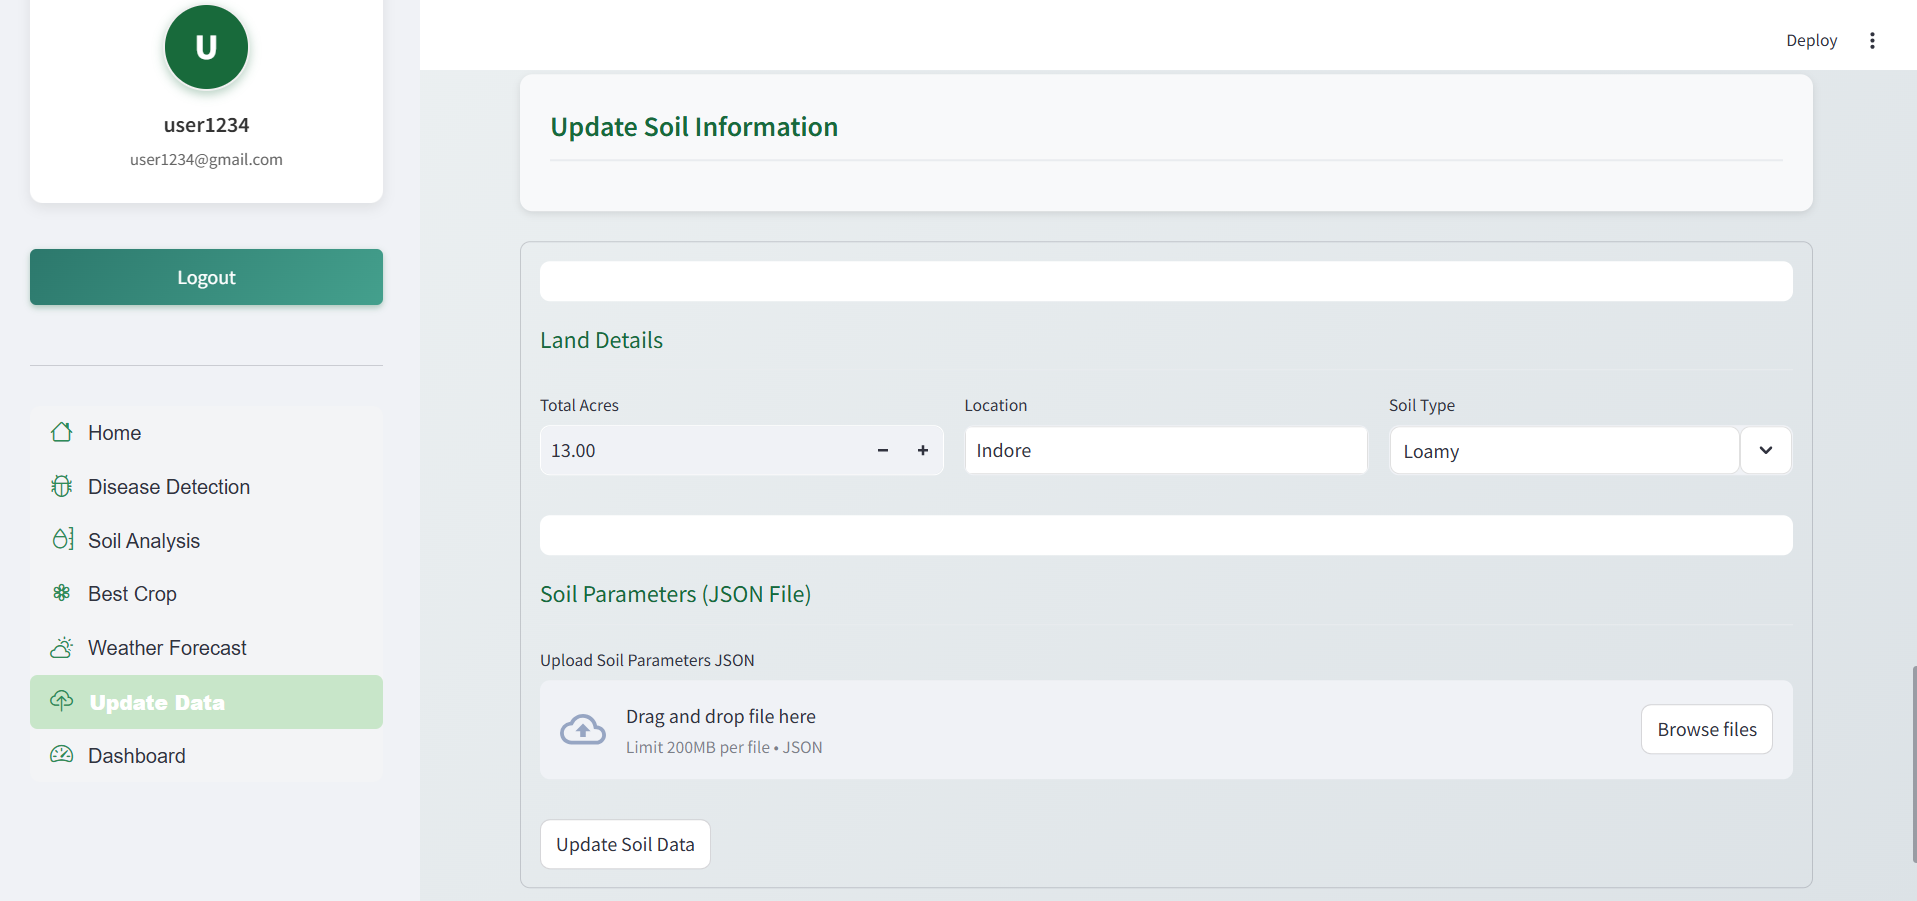 U
user1234
user1234@gmail.com
Logout
Home
Disease Detection
Soil Analysis
Best Crop
Weather Forecast
Update Data
Dashboard
Deploy
Update Soil Information
Land Details
Total Acres Location Soil Type
13.00 Indore Loamy
Soil Parameters (JSON File)
Upload Soil Parameters JSON
Drag and drop file here
Limit 200MB per file • JSON
Browse files
Update Soil Data